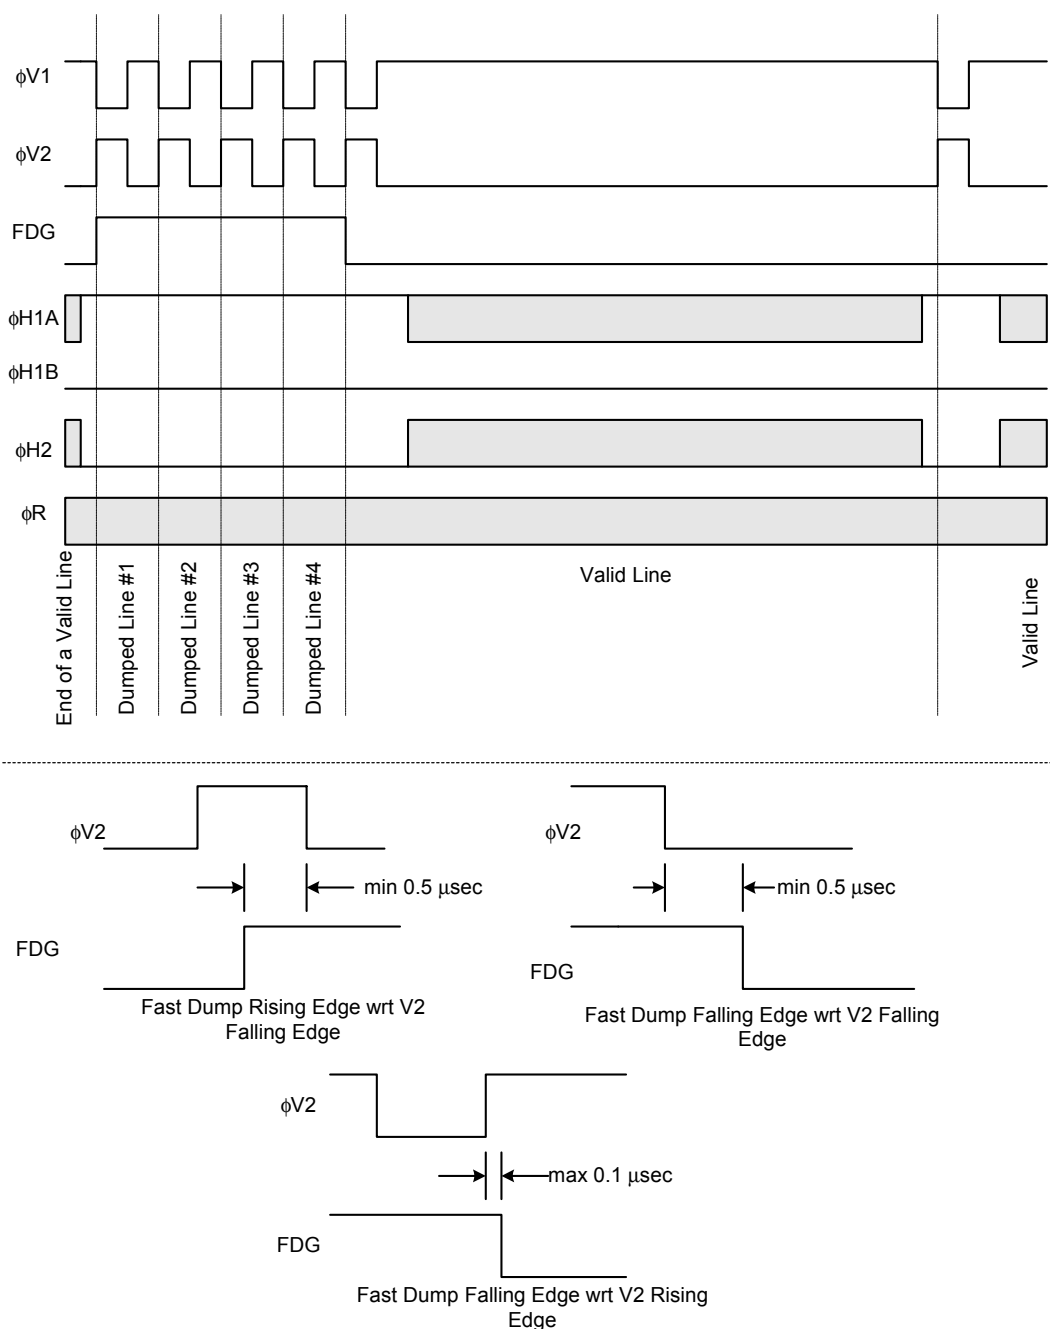 ϕV1
ϕV2
FDG
ϕH1A
ϕH1B
ϕH2
ϕR
End of a Valid Line
Dumped Line #1
Dumped Line #2
Dumped Line #3
Dumped Line #4
Valid Line
Valid Line
ϕV2
min 0.5 μsec
FDG
Fast Dump Rising Edge wrt V2
Falling Edge
ϕV2
min 0.5 μsec
FDG
Fast Dump Falling Edge wrt V2 Falling
Edge
ϕV2
max 0.1 μsec
FDG
Fast Dump Falling Edge wrt V2 Rising
Edge